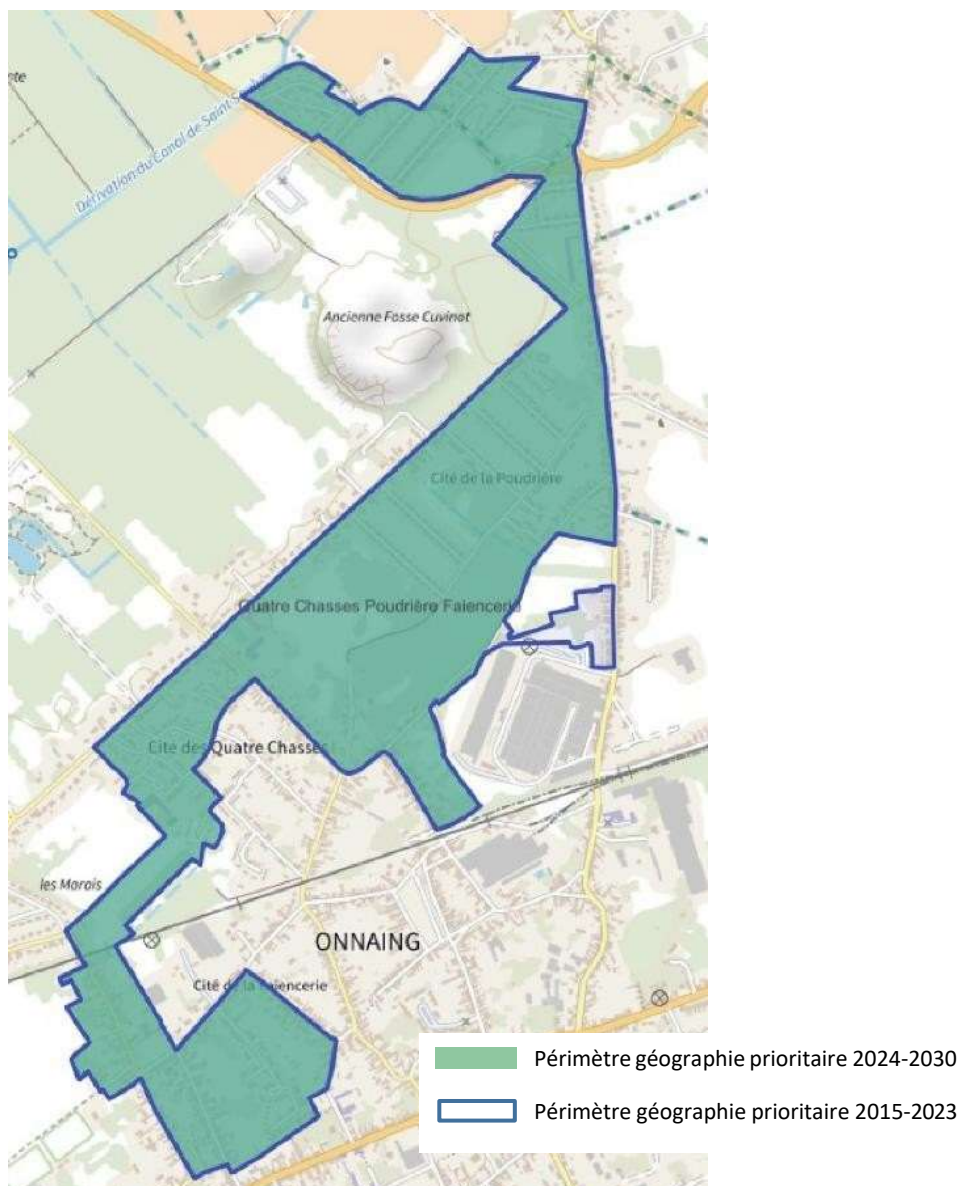 Dérivation du Canal de Saint
Ancienne Fosse Cuvinot
Cité de la Poudrière
Quatre Chasses Poudrière Faiencerie
Cité des Quatre Chasses
les Marais
ONNAING
Cité de la Faiencerie
Périmètre géographie prioritaire 2024-2030
Périmètre géographie prioritaire 2015-2023